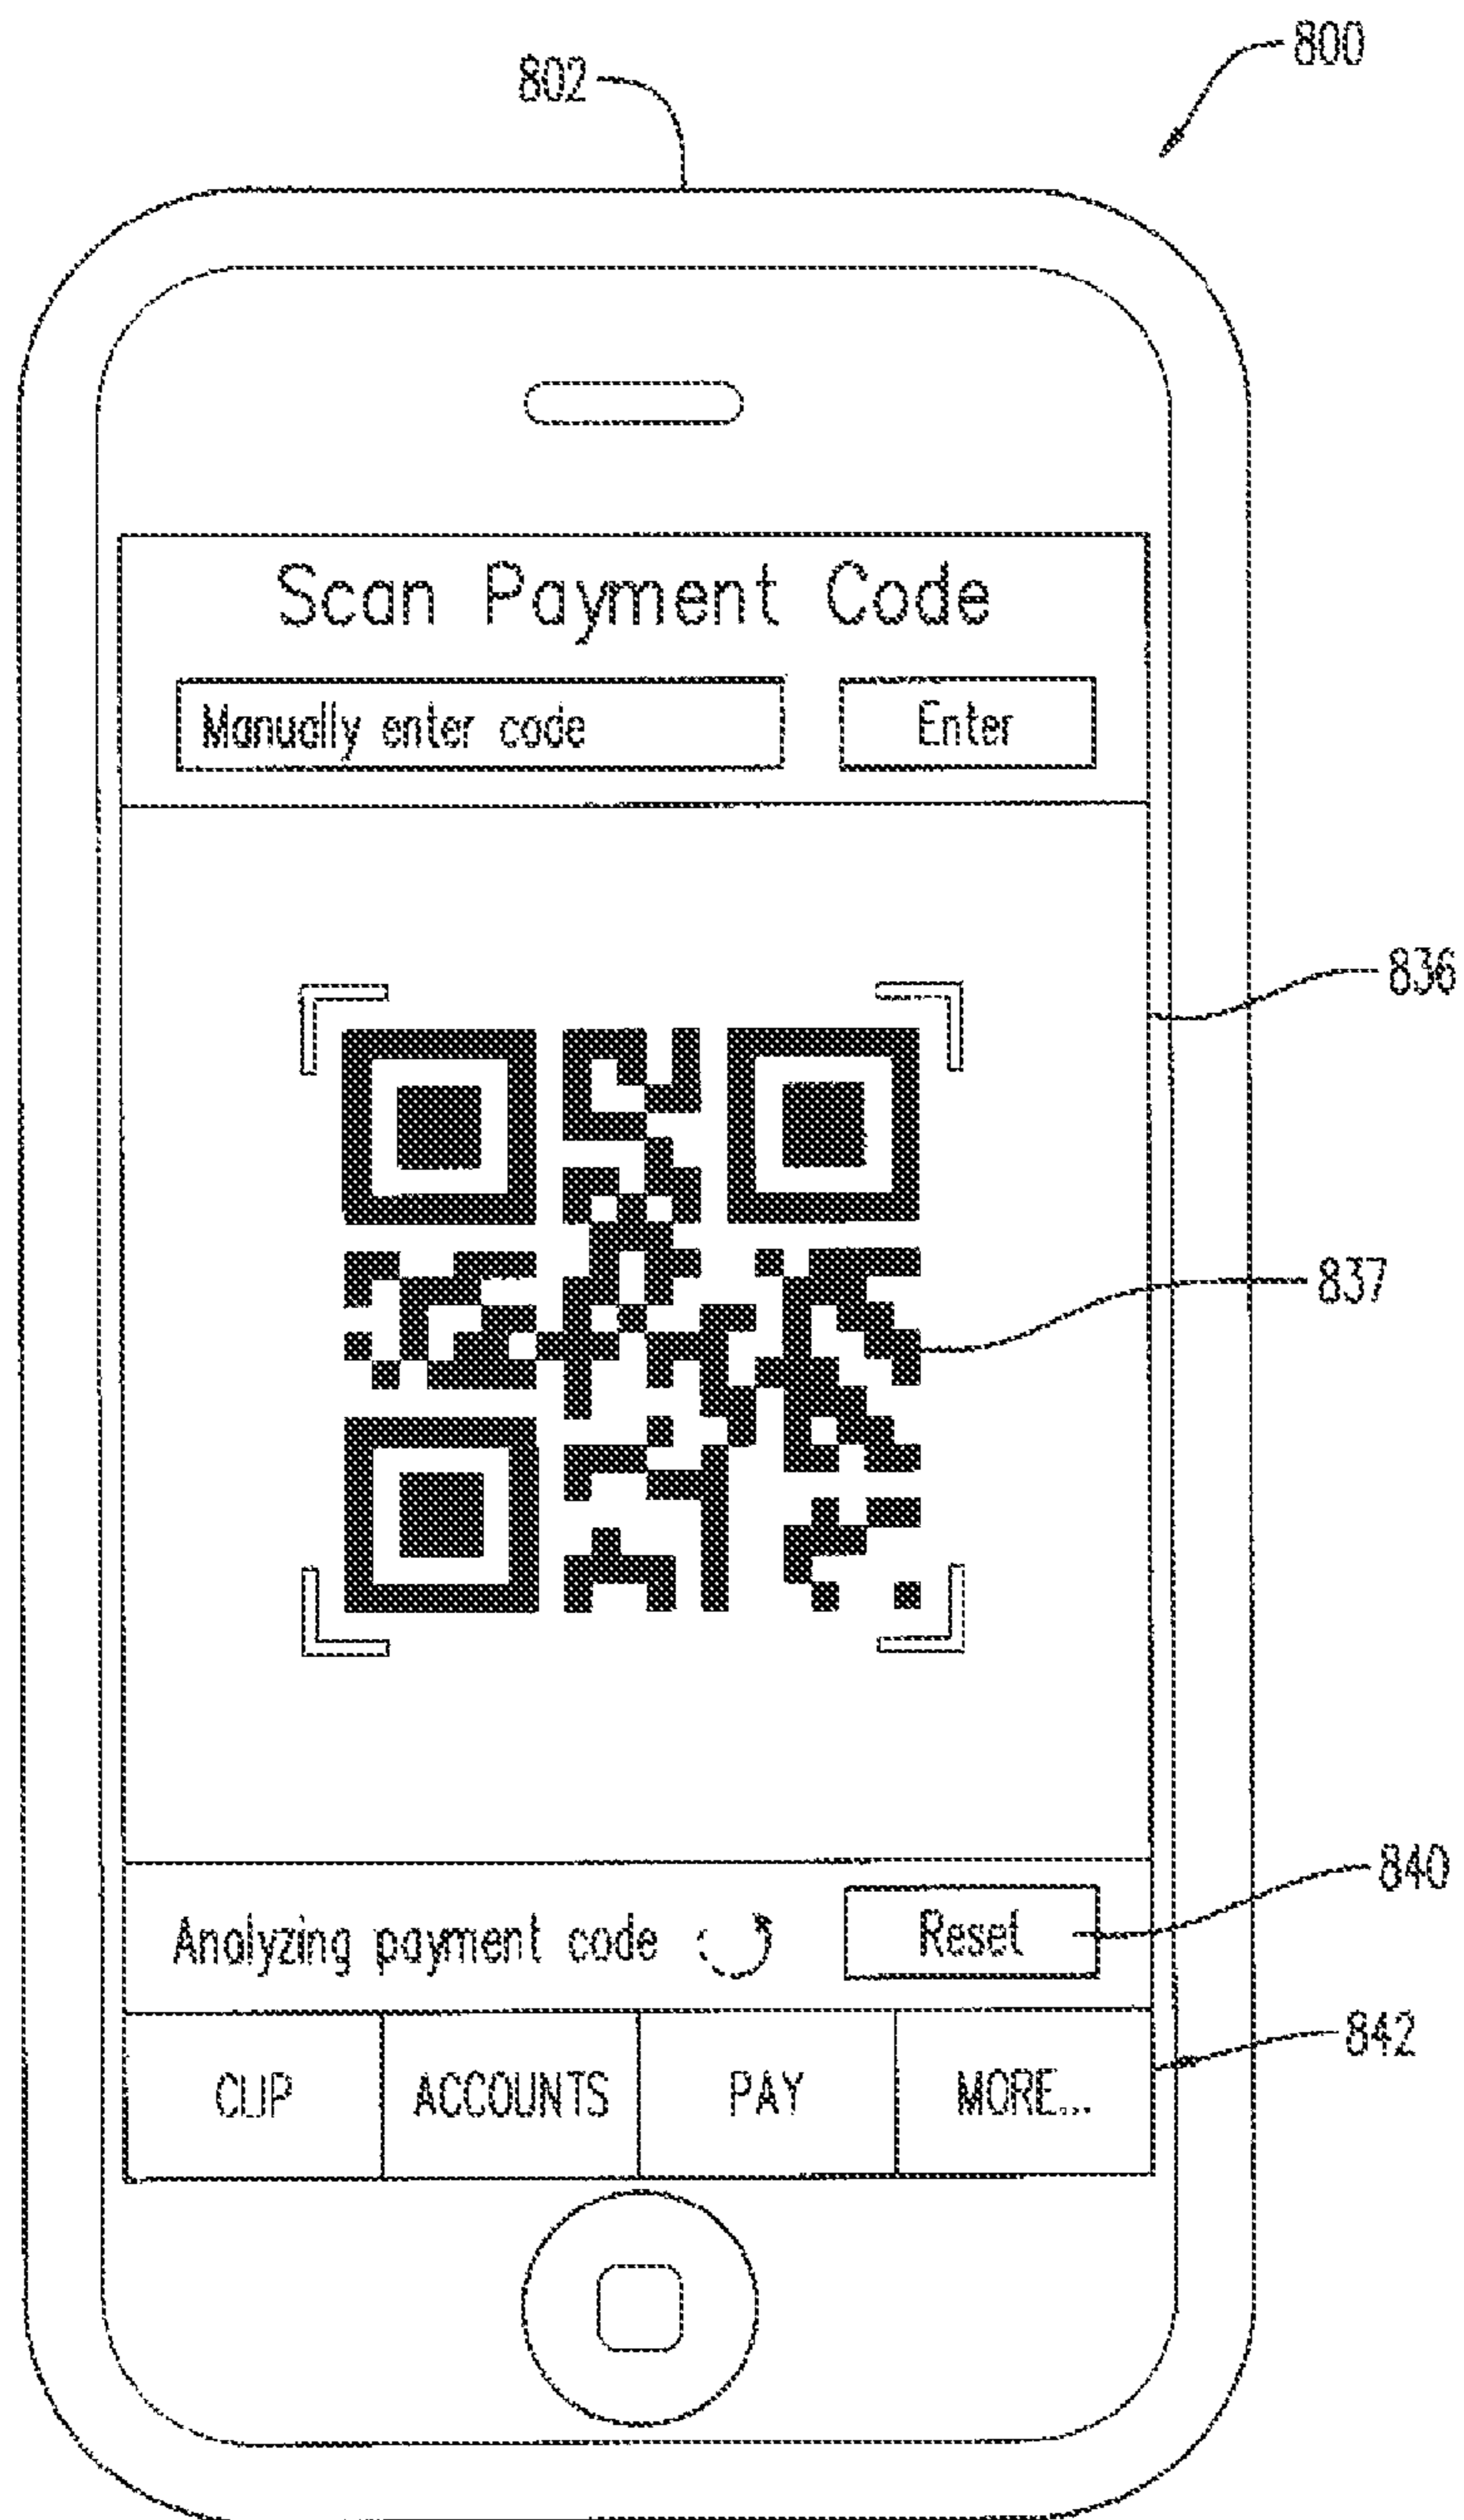 800
802
Scan Payment Code
Manually enter code
Enter
836
837
840
Analyzing payment code
Reset
842
CLIP
ACCOUNTS
PAY
MORE...